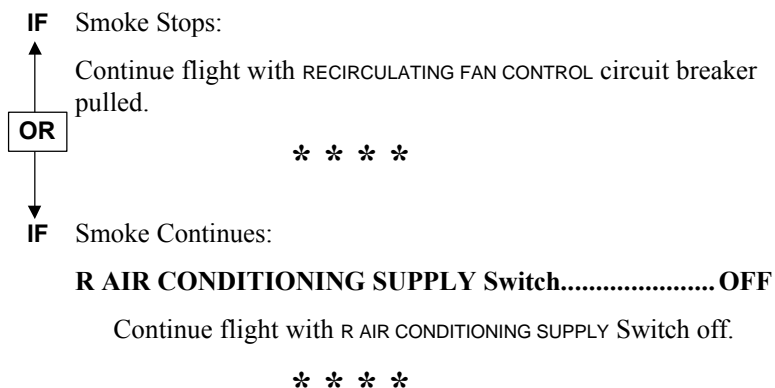 IF Smoke Stops:
Continue flight with RECIRCULATING FAN CONTROL circuit breaker
pulled.
OR
* * * *
IF Smoke Continues:
R AIR CONDITIONING SUPPLY Switch......................OFF
Continue flight with R AIR CONDITIONING SUPPLY Switch off.
* * * *